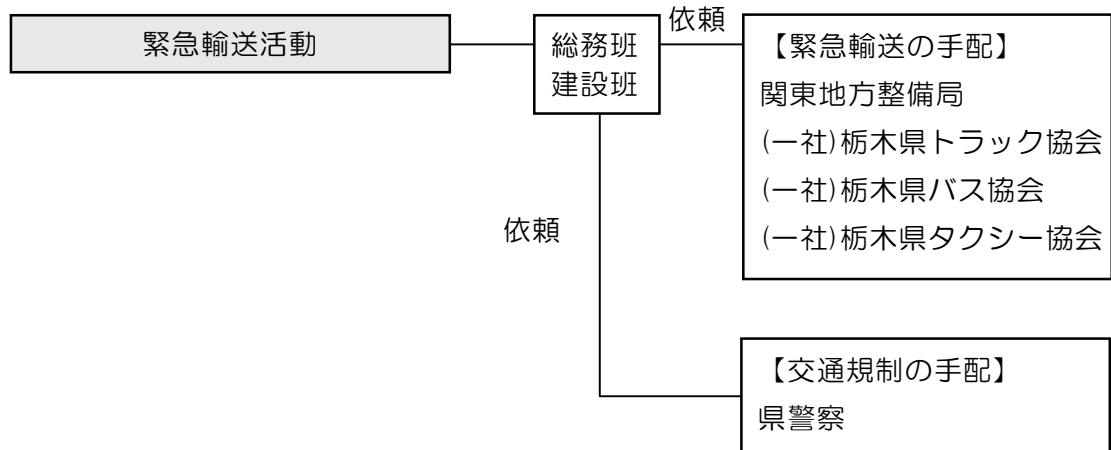 緊急輸送活動
総務班
建設班
依頼
【緊急輸送の手配】
関東地方整備局
(一社)栃木県トラック協会
(一社)栃木県バス協会
(一社)栃木県タクシー協会
依頼
【交通規制の手配】
県警察